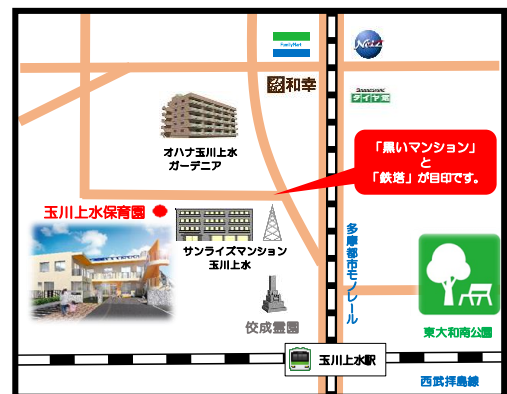 FamilyMart
和幸
ダイヤ窓
オハナ玉川上水
ガーデニア
「黒いマンション」
と
「鉄塔」が目印です。
玉川上水保育園
サンライズマンション
玉川上水
多摩都市モノレール
佼成霊園
東大和南公園
玉川上水駅
西武拝島線